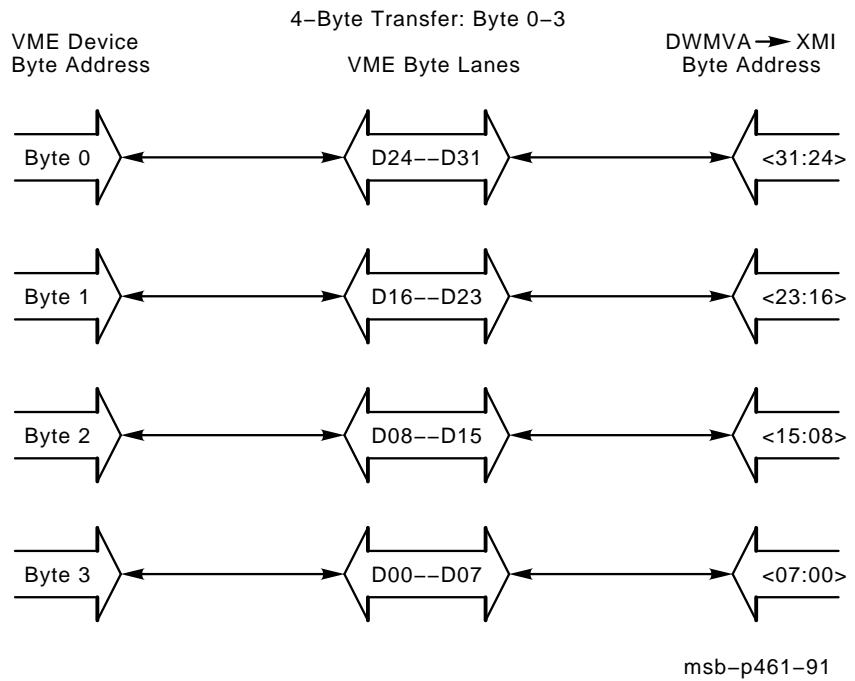 4–Byte Transfer: Byte 0–3
VME Device
Byte Address
VME Byte Lanes
DWMVA → XMI
Byte Address
Byte 0
D24––D31
<31:24>
Byte 1
D16––D23
<23:16>
Byte 2
D08––D15
<15:08>
Byte 3
D00––D07
<07:00>
msb–p461–91